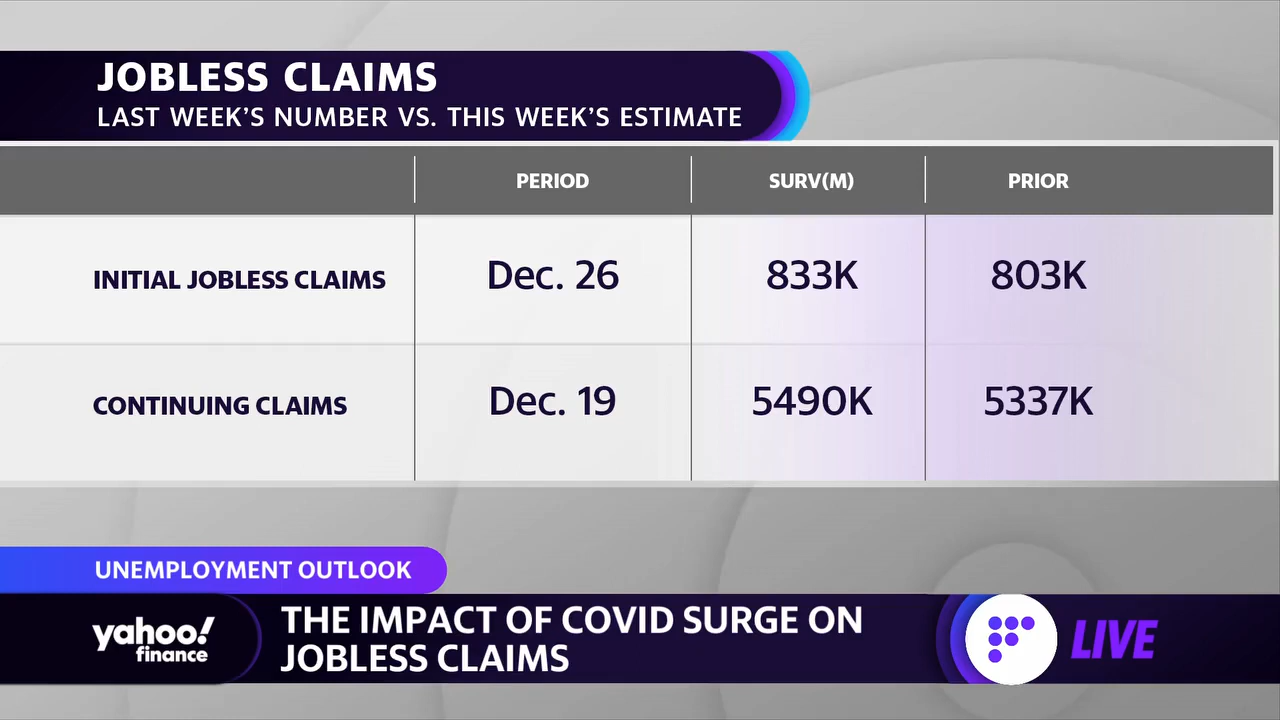 JOBLESS CLAIMS
LAST WEEK'S NUMBER VS. THIS WEEK'S ESTIMATE
PERIOD SURV(M) PRIOR
INITIAL JOBLESS CLAIMS Dec. 26 833K 803K
CONTINUING CLAIMS Dec. 19 5490K 5337K
UNEMPLOYMENT OUTLOOK
yahoo!
finance
THE IMPACT OF COVID SURGE ON
JOBLESS CLAIMS
LIVE